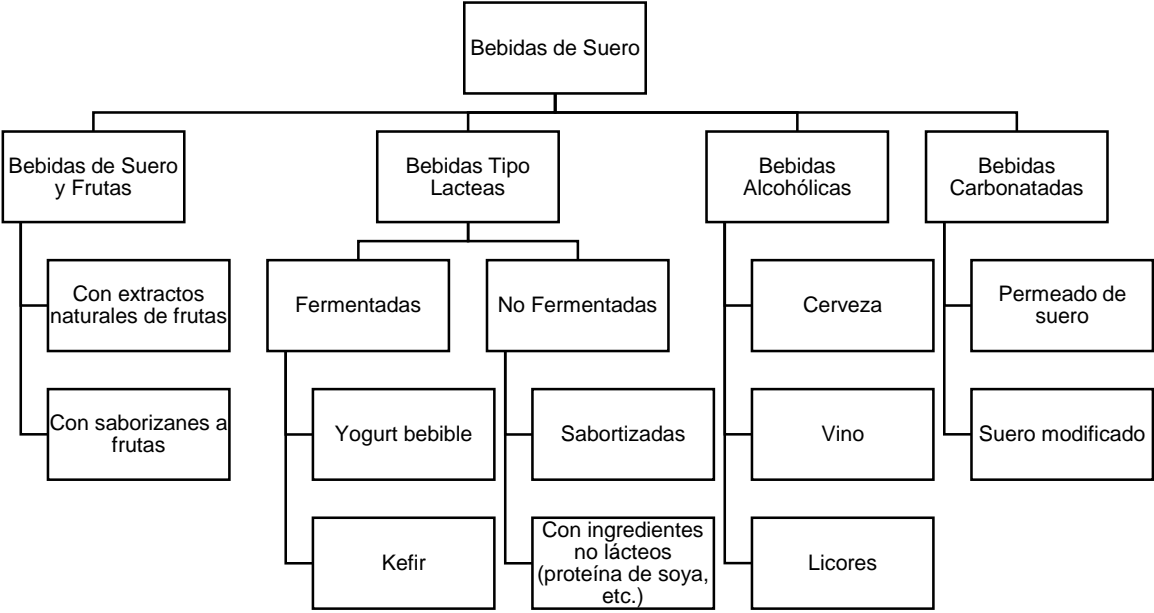 Bebidas de Suero
Bebidas de Suero
y Frutas
Bebidas Tipo
Lacteas
Bebidas
Alcohólicas
Bebidas
Carbonatadas
Con extractos
naturales de frutas
Fermentadas
No Fermentadas
Cerveza
Permeado de
suero
Con saborizanes a
frutas
Yogurt bebible
Sabortizadas
Vino
Suero modificado
Kefir
Con ingredientes
no lácteos
(proteína de soya,
etc.)
Licores